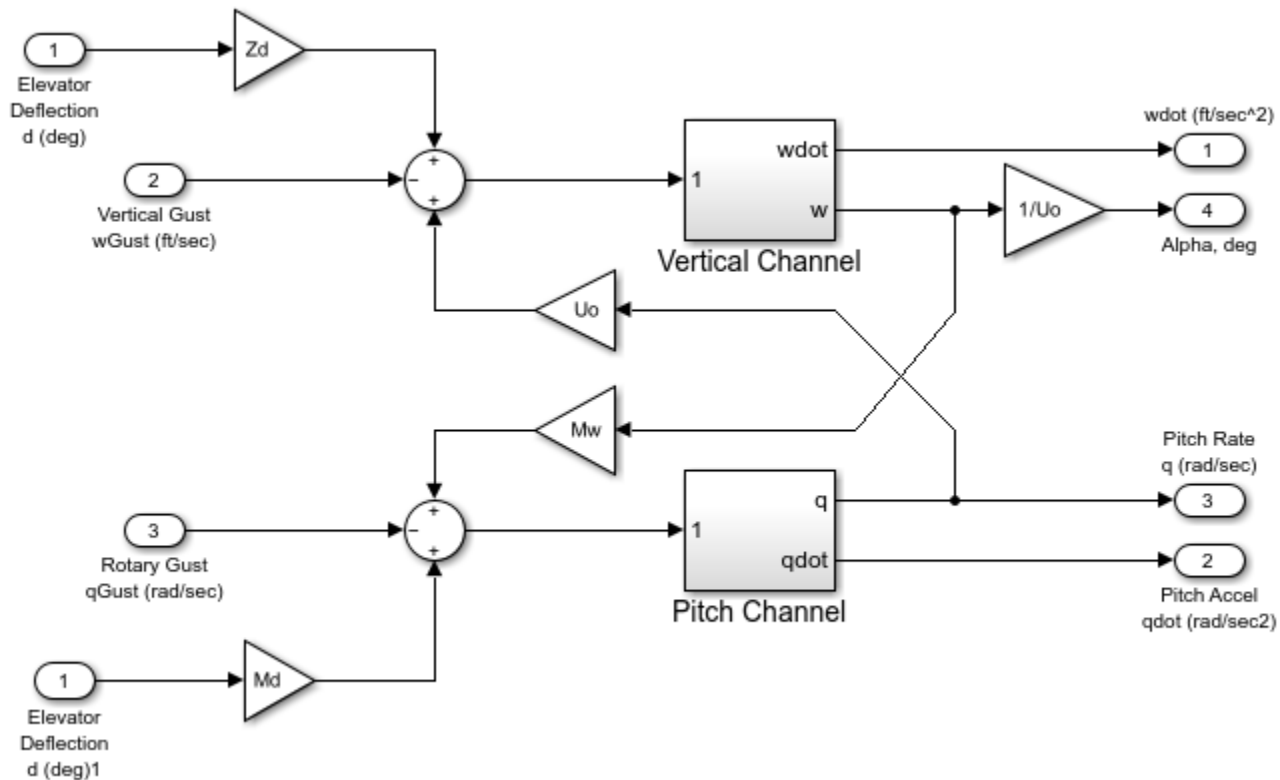 1
Elevator
Deflection
d (deg)
Zd
2
Vertical Gust
wGust (ft/sec)
+
−
+
1
wdot
w
Vertical Channel
wdot (ft/sec^2)
1
1/Uo
4
Alpha, deg
Uo
Mw
3
Rotary Gust
qGust (rad/sec)
+
−
+
1
q
qdot
Pitch Channel
Pitch Rate
q (rad/sec)
3
2
Pitch Accel
qdot (rad/sec2)
1
Elevator
Deflection
d (deg)1
Md